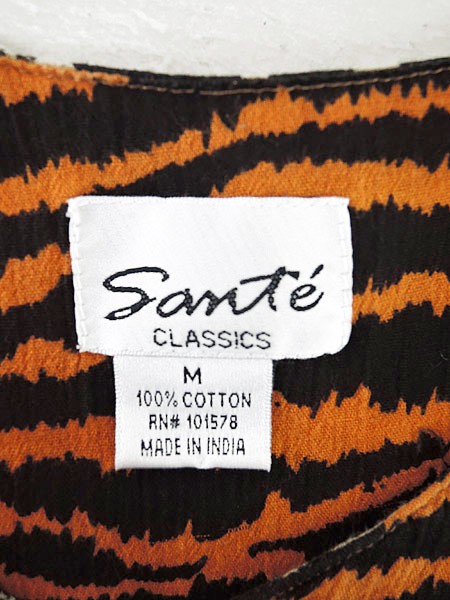 Santé
CLASSICS
M
100% COTTON
RN# 101578
MADE IN INDIA